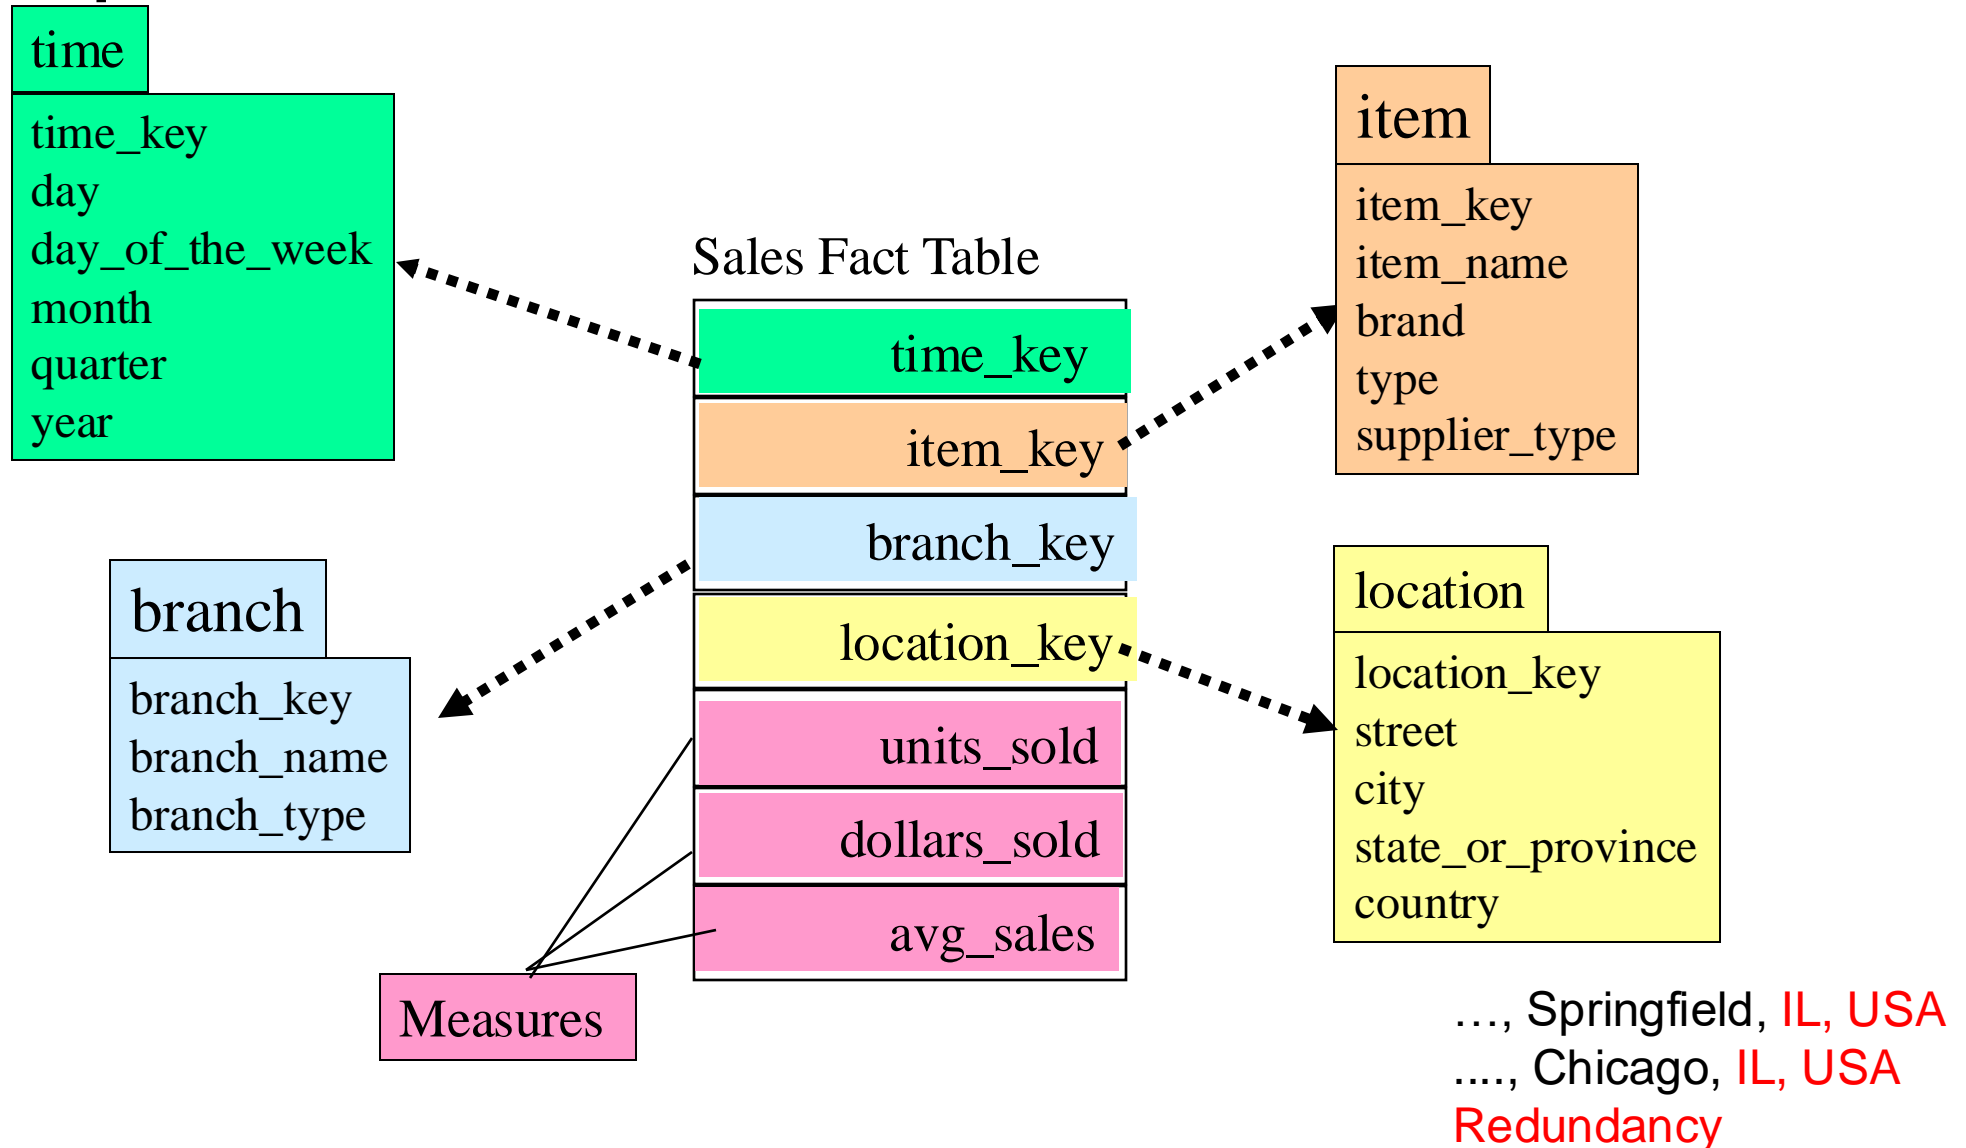 time
time_key
day
day_of_the_week
month
quarter
year
item
item_key
item_name
brand
type
supplier_type
Sales Fact Table
time_key
item_key
branch_key
location_key
units_sold
dollars_sold
avg_sales
branch
branch_key
branch_name
branch_type
location
location_key
street
city
state_or_province
country
Measures
…, Springfield, IL, USA
...., Chicago, IL, USA
Redundancy